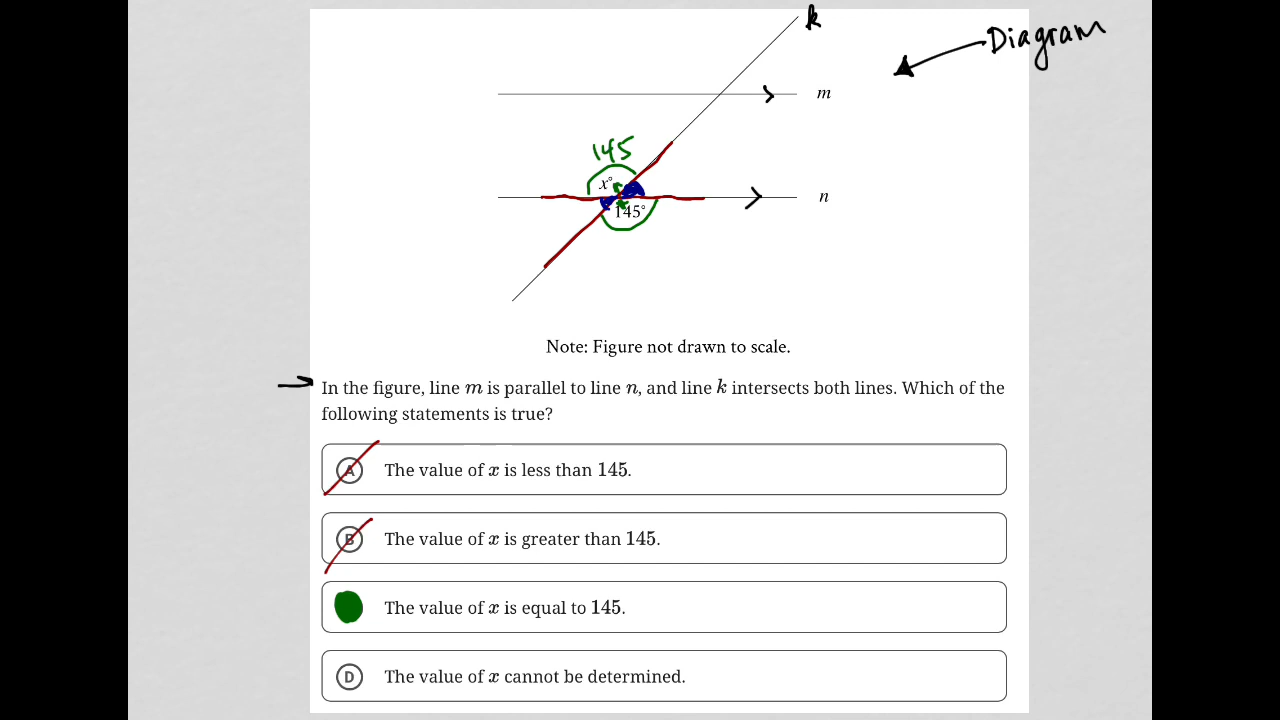 k
Diagram
m
145
x°
n
145°
Note: Figure not drawn to scale.
In the figure, line m is parallel to line n, and line k intersects both lines. Which of the
following statements is true?
A The value of x is less than 145.
B The value of x is greater than 145.
The value of x is equal to 145.
D The value of x cannot be determined.